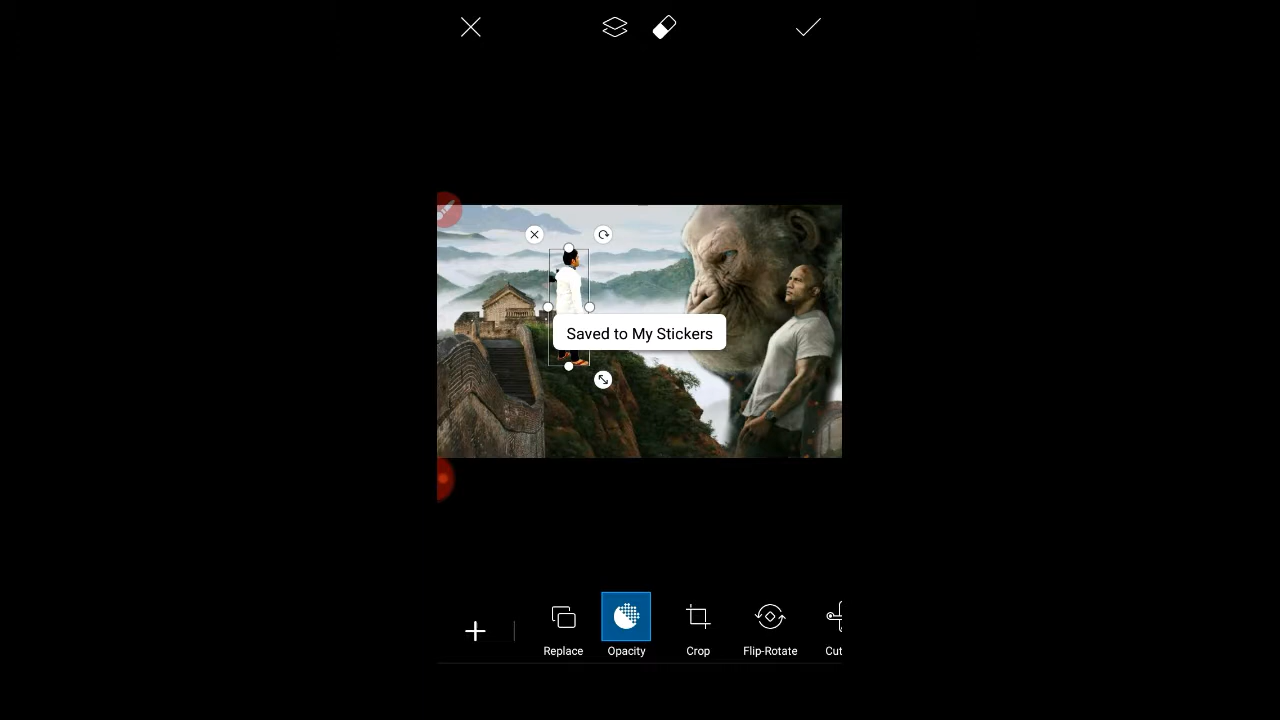 Saved to My Stickers
Replace
Opacity
Crop
Flip-Rotate
Cut